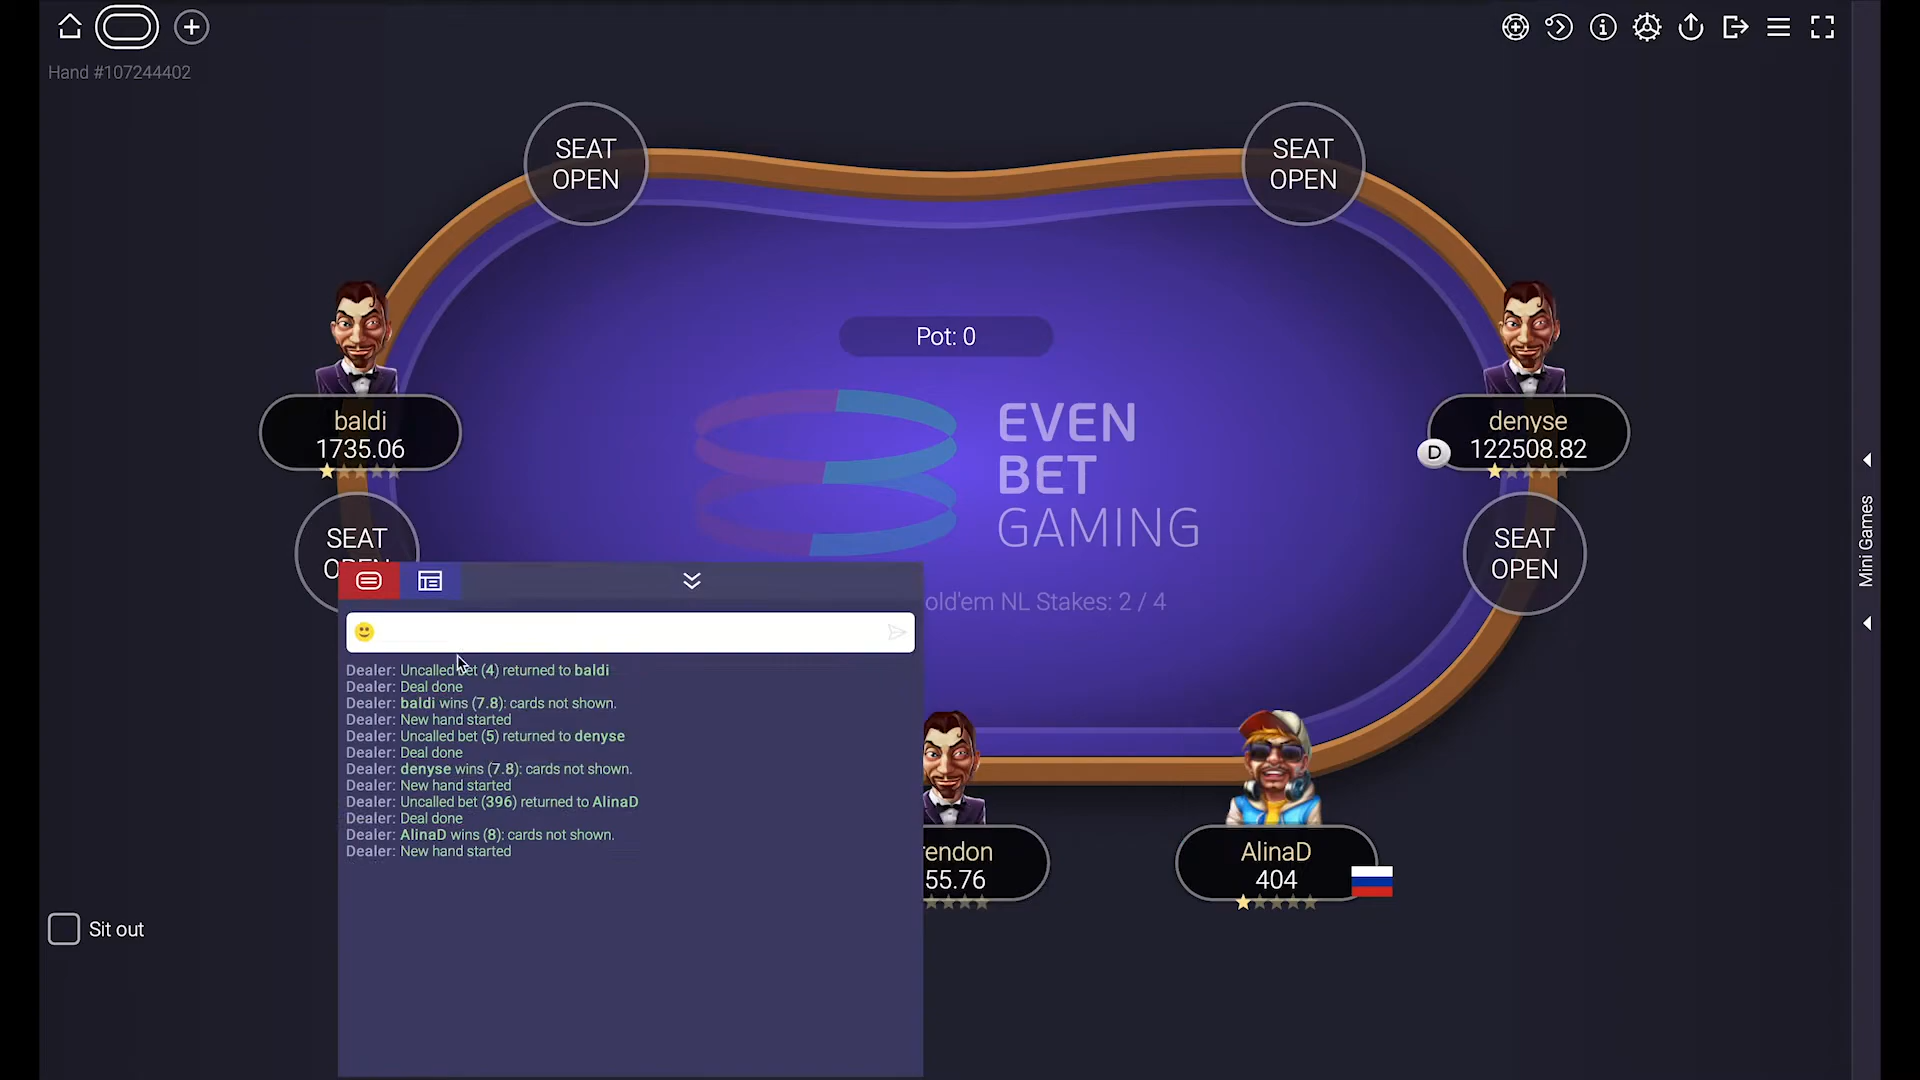 Hand #107244402
SEAT
OPEN
SEAT
OPEN
Pot: 0
baldi
1735.06
denyse
122508.82
D
EVEN
BET
GAMING
SEAT
SEAT
OPEN
Mini Games
old'em NL Stakes: 2 / 4
Dealer: Uncalled bet (4) returned to baldi
Dealer: Deal done
Dealer: baldi wins (7.8): cards not shown.
Dealer: New hand started
Dealer: Uncalled bet (5) returned to denyse
Dealer: Deal done
Dealer: denyse wins (7.8): cards not shown.
Dealer: New hand started
Dealer: Uncalled bet (396) returned to AlinaD
Dealer: Deal done
Dealer: AlinaD wins (8): cards not shown.
Dealer: New hand started
rendon
55.76
AlinaD
404
Sit out